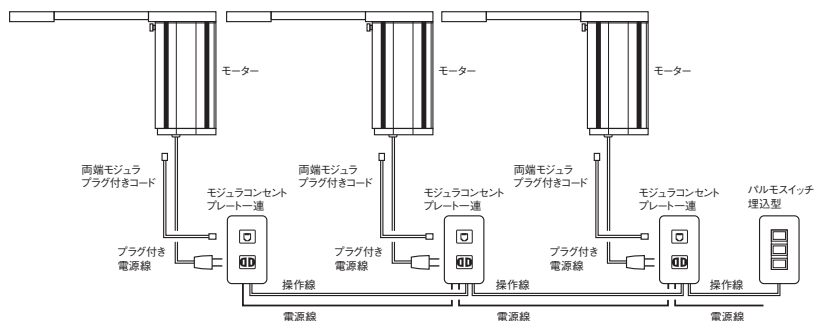 モーター
モーター
モーター
両端モジュラ
プラグ付きコード
モジュラコンセント
プレート一連
両端モジュラ
プラグ付きコード
モジュラコンセント
プレート一連
両端モジュラ
プラグ付きコード
モジュラコンセント
プレート一連
パルモスイッチ
埋込型
プラグ付き
電源線
プラグ付き
電源線
プラグ付き
電源線
操作線
操作線
操作線
電源線
電源線
電源線